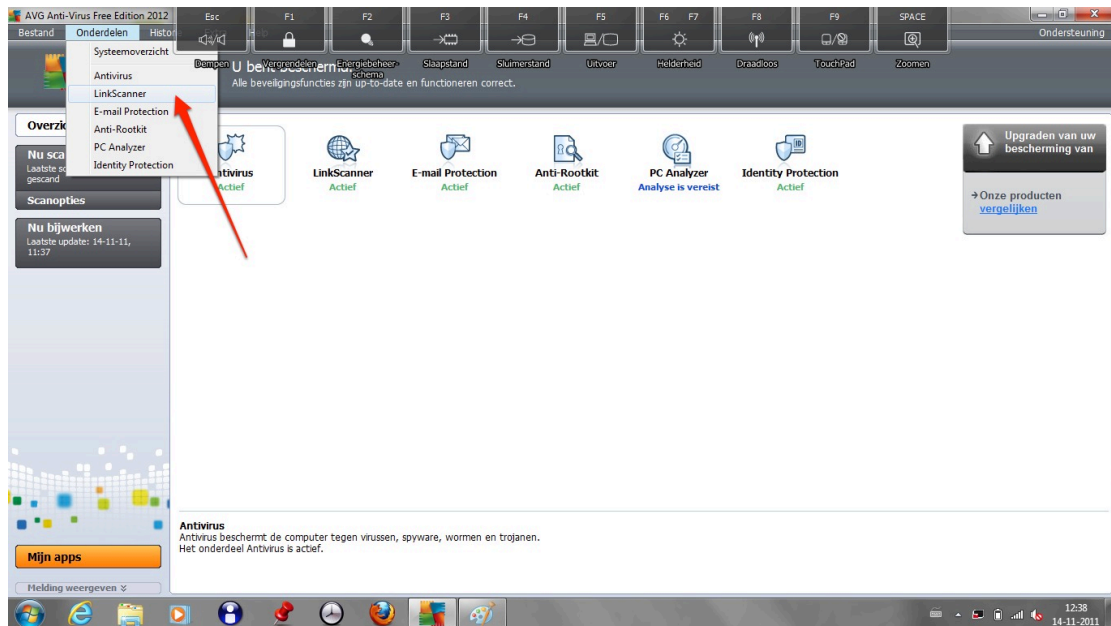 AVG Anti-Virus Free Edition 2012
Esc
F1
F2
F3
F4
F5
F6 F7
F8
F9
SPACE
Bestand Onderdelen Histo
Ondersteuning
Dempen
Vergrendelen
Energiebeheer-
schema
Slaapstand
Sluimerstand
Uitvoer
Helderheid
Draadloos
TouchPad
Zoomen
Systeemoverzicht
Antivirus
LinkScanner
E-mail Protection
Anti-Rootkit
PC Analyzer
Identity Protection
U bent
Alle beveiligingsfuncties zijn up-to-date en functioneren correct.
Overzic
Nu sca
Laatste sc
gescand
Scanopties
Nu bijwerken
Laatste update: 14-11-11,
11:37
ntivirus
Actief
LinkScanner
Actief
E-mail Protection
Actief
Anti-Rootkit
Actief
PC Analyzer
Analyse is vereist
Identity Protection
Actief
Upgraden van uw
bescherming van
Onze producten
vergelijken
Antivirus
Antivirus beschermt de computer tegen virussen, spyware, wormen en trojanen.
Het onderdeel Antivirus is actief.
Mijn apps
Melding weergeven
12:38
14-11-2011